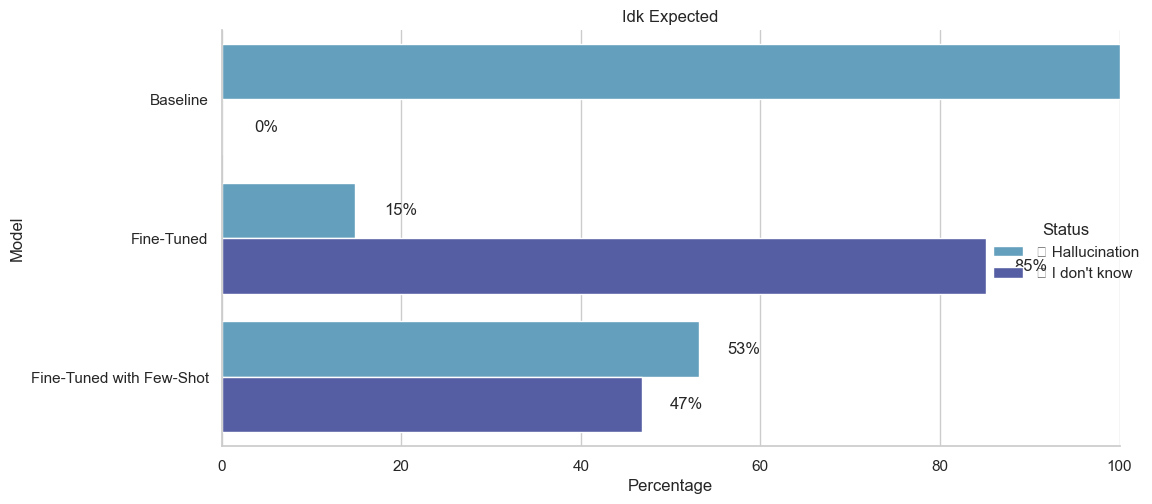 Idk Expected
Baseline
0%
15%
Fine-Tuned
85%
53%
Fine-Tuned with Few-Shot
47%
Model
Status
Hallucination
I don't know
0 20 40 60 80 100
Percentage